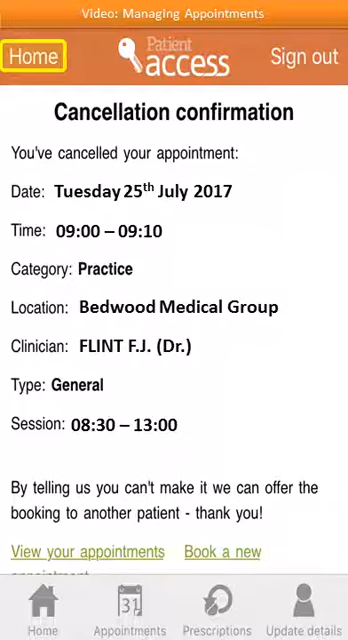 Video: Managing Appointments
Home
Patient
access
Sign out
Cancellation confirmation
You've cancelled your appointment:
Date: Tuesday 25th July 2017
Time: 09:00 – 09:10
Category: Practice
Location: Bedwood Medical Group
Clinician: FLINT F.J. (Dr.)
Type: General
Session: 08:30 – 13:00
By telling us you can't make it we can offer the
booking to another patient - thank you!
View your appointments Book a new
appointment
31
Home Appointments Prescriptions Update details